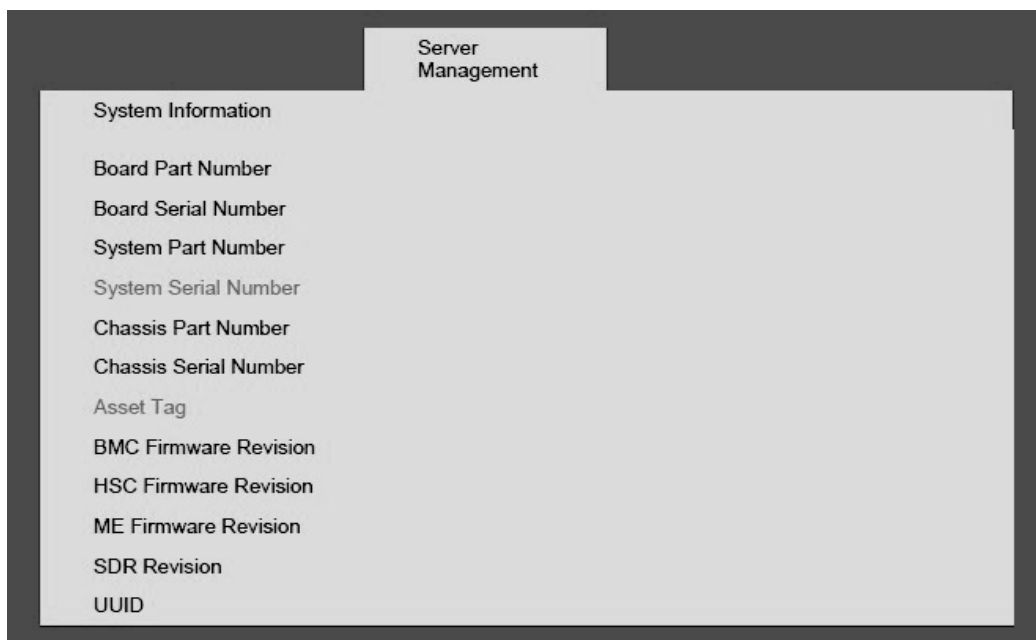 Server
Management
System Information
Board Part Number
Board Serial Number
System Part Number
System Serial Number
Chassis Part Number
Chassis Serial Number
Asset Tag
BMC Firmware Revision
HSC Firmware Revision
ME Firmware Revision
SDR Revision
UUID